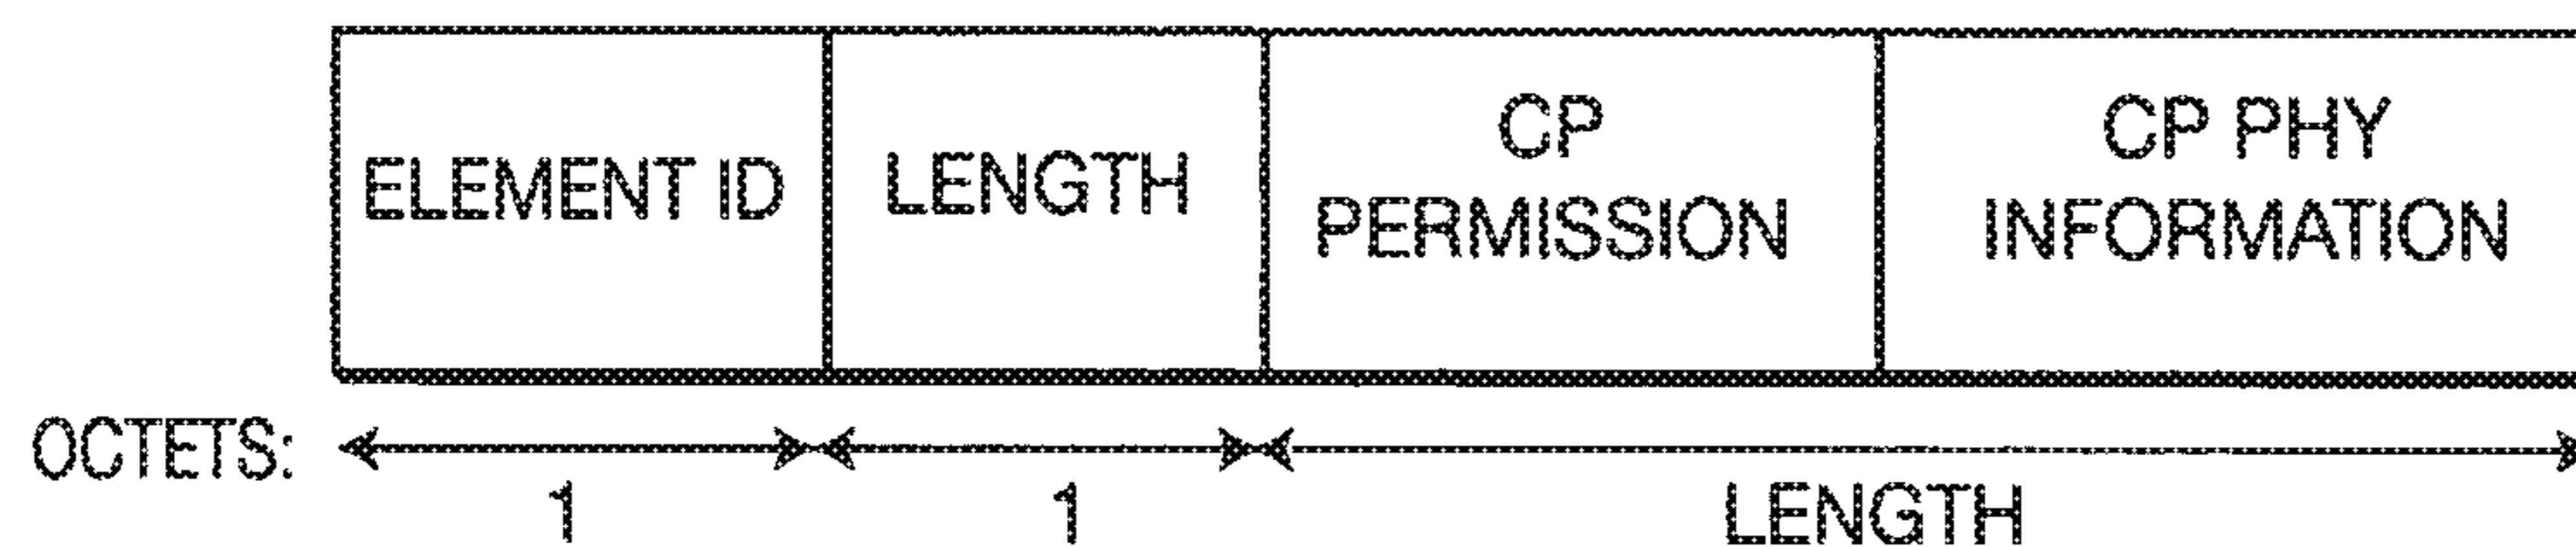 ELEMENT ID
LENGTH
CP
PERMISSION
CP PHY
INFORMATION
OCTETS:
1
1
LENGTH